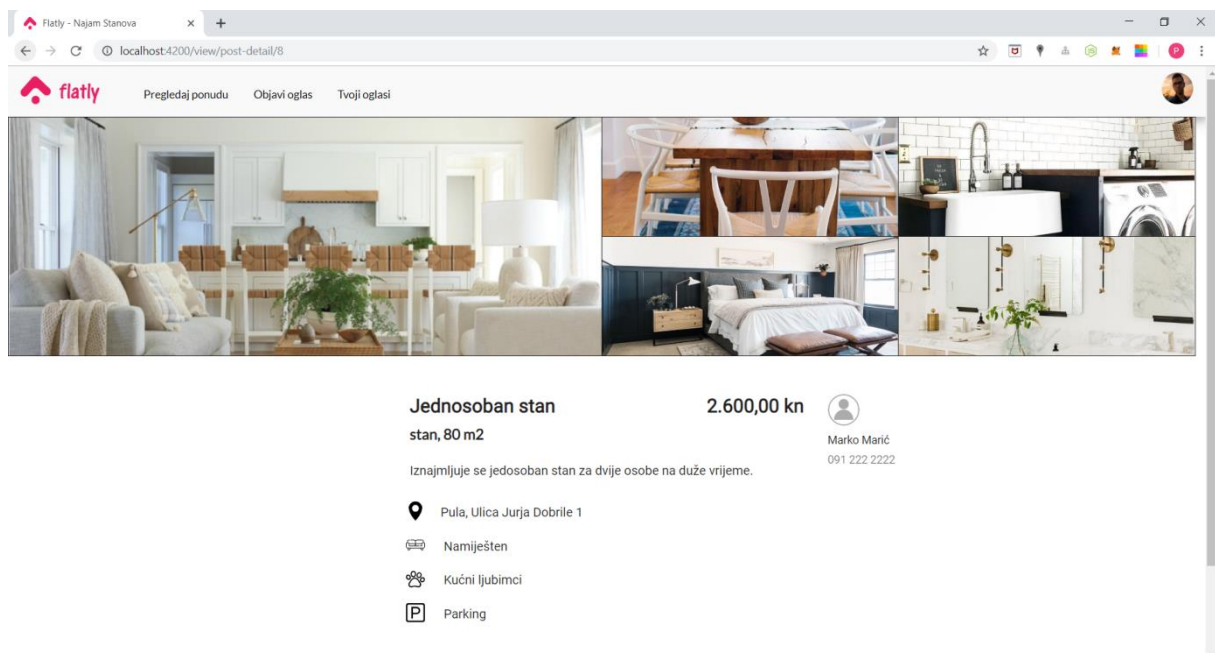 Flatly - Najam Stanova
localhost:4200/view/post-detail/8
P
flatly
Pregledaj ponudu
Objavi oglas
Tvoji oglasi
Jednosoban stan
2.600,00 kn
stan, 80 m2
Marko Marić
091 222 2222
Iznajmljuje se jedosoban stan za dvije osobe na duže vrijeme.
Pula, Ulica Jurja Dobrile 1
Namiješten
Kućni ljubimci
P
Parking